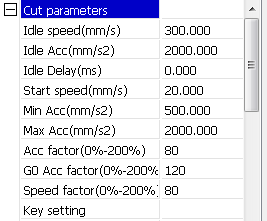 Cut parameters
Idle speed(mm/s) 300.000
Idle Acc(mm/s2) 2000.000
Idle Delay(ms) 0.000
Start speed(mm/s) 20.000
Min Acc(mm/s2) 500.000
Max Acc(mm/s2) 2000.000
Acc factor(0%-200%) 80
G0 Acc factor(0%-200% 120
Speed factor(0%-200% 80
Key setting